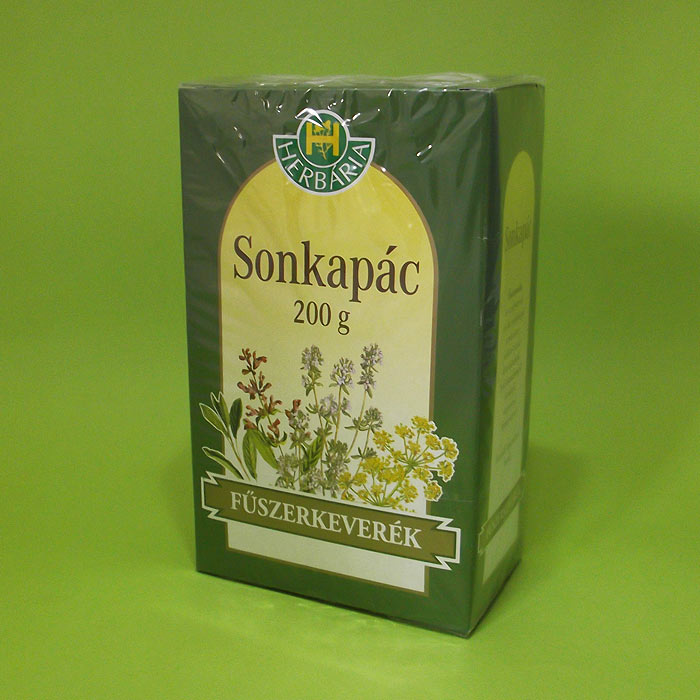 HERBÁRIA
Sonkapác
200 g
FŰSZERKEVERÉK
Sonkapác